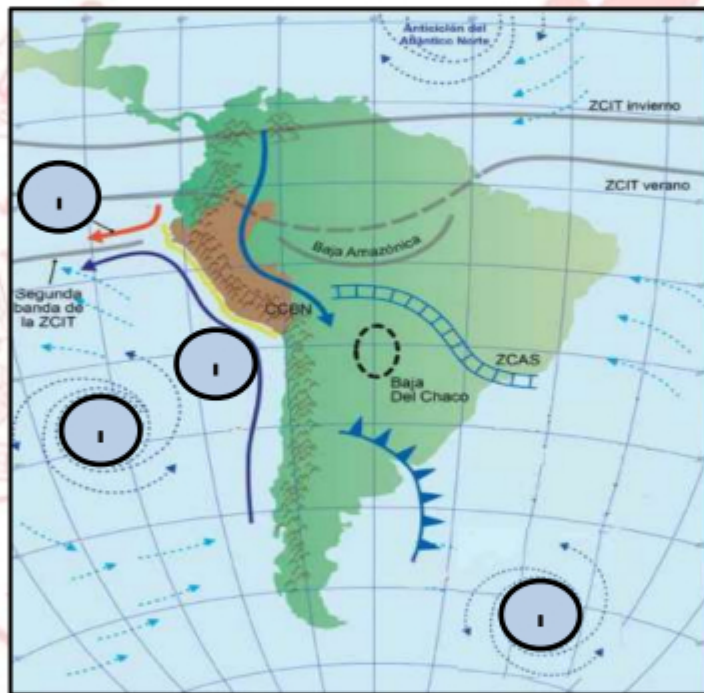 Anticiclón del
Atlántico Norte
ZCIT invierno
ZCIT verano
I
Baja Amazónica
Segunda
banda de
la ZCIT
CCBN
I
ZCAS
Baja
Del Chaco
I
I